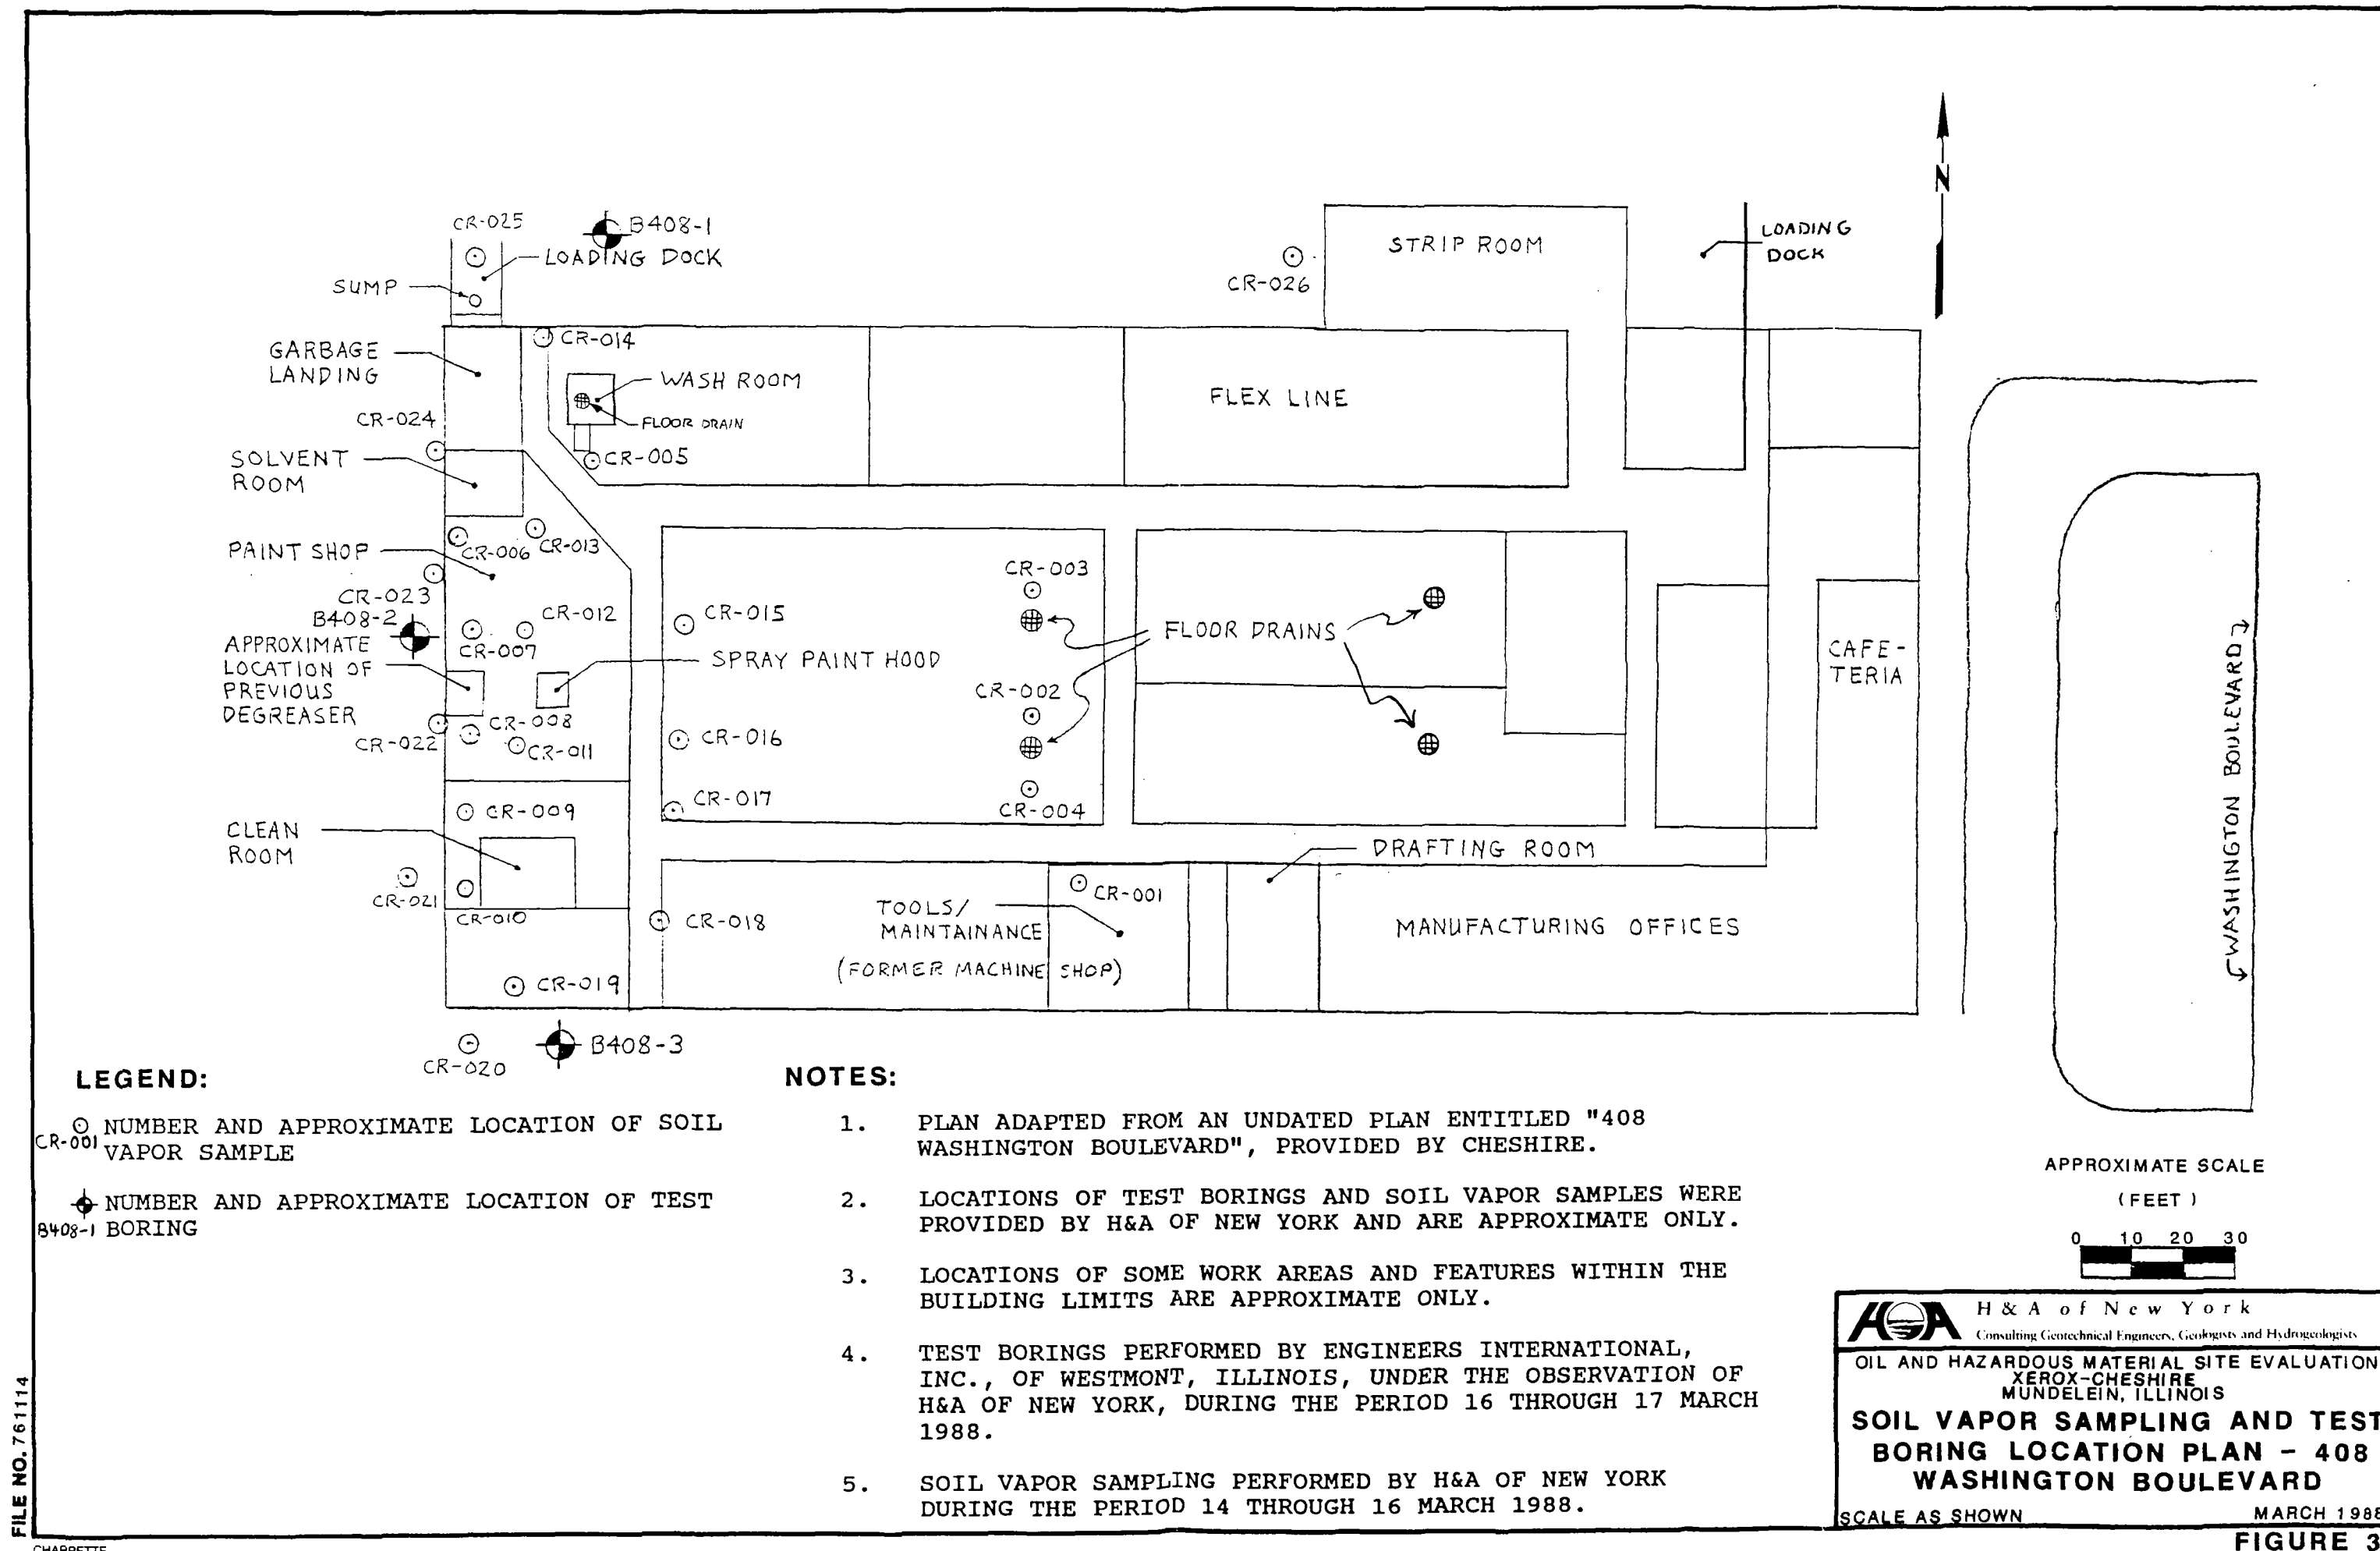 N
CR-025
B408-1
LOADING DOCK
SUMP
CR-026
STRIP ROOM
LOADING
DOCK
GARBAGE
LANDING
CR-014
WASH ROOM
FLOOR DRAIN
CR-024
CR-005
FLEX LINE
SOLVENT
ROOM
PAINT SHOP
CR-006
CR-013
CR-023
B408-2
CR-012
CR-007
APPROXIMATE
LOCATION OF
PREVIOUS
DEGREASER
SPRAY PAINT HOOD
CR-015
CR-003
FLOOR DRAINS
CR-002
CAFE-
TERIA
WASHINGTON BOULEVARD
CR-022
CR-008
CR-011
CR-016
CR-017
CR-004
CR-009
CLEAN
ROOM
CR-021
CR-010
CR-018
CR-001
DRAFTING ROOM
TOOLS/
MAINTAINANCE
(FORMER MACHINE SHOP)
MANUFACTURING OFFICES
CR-019
CR-020
B408-3
LEGEND:
CR-001
NUMBER AND APPROXIMATE LOCATION OF SOIL
VAPOR SAMPLE
B408-1
NUMBER AND APPROXIMATE LOCATION OF TEST
BORING
NOTES:
1. PLAN ADAPTED FROM AN UNDATED PLAN ENTITLED "408
WASHINGTON BOULEVARD", PROVIDED BY CHESHIRE.
2. LOCATIONS OF TEST BORINGS AND SOIL VAPOR SAMPLES WERE
PROVIDED BY H&A OF NEW YORK AND ARE APPROXIMATE ONLY.
3. LOCATIONS OF SOME WORK AREAS AND FEATURES WITHIN THE
BUILDING LIMITS ARE APPROXIMATE ONLY.
4. TEST BORINGS PERFORMED BY ENGINEERS INTERNATIONAL,
INC., OF WESTMONT, ILLINOIS, UNDER THE OBSERVATION OF
H&A OF NEW YORK, DURING THE PERIOD 16 THROUGH 17 MARCH
1988.
5. SOIL VAPOR SAMPLING PERFORMED BY H&A OF NEW YORK
DURING THE PERIOD 14 THROUGH 16 MARCH 1988.
APPROXIMATE SCALE
(FEET)
0 10 20 30
H&A
H & A of New York
Consulting Geotechnical Engineers, Geologists and Hydrogeologists
OIL AND HAZARDOUS MATERIAL SITE EVALUATION
XEROX-CHESHIRE
MUNDELEIN, ILLINOIS
SOIL VAPOR SAMPLING AND TEST
BORING LOCATION PLAN - 408
WASHINGTON BOULEVARD
SCALE AS SHOWN MARCH 1988
FIGURE 3
FILE NO. 761114